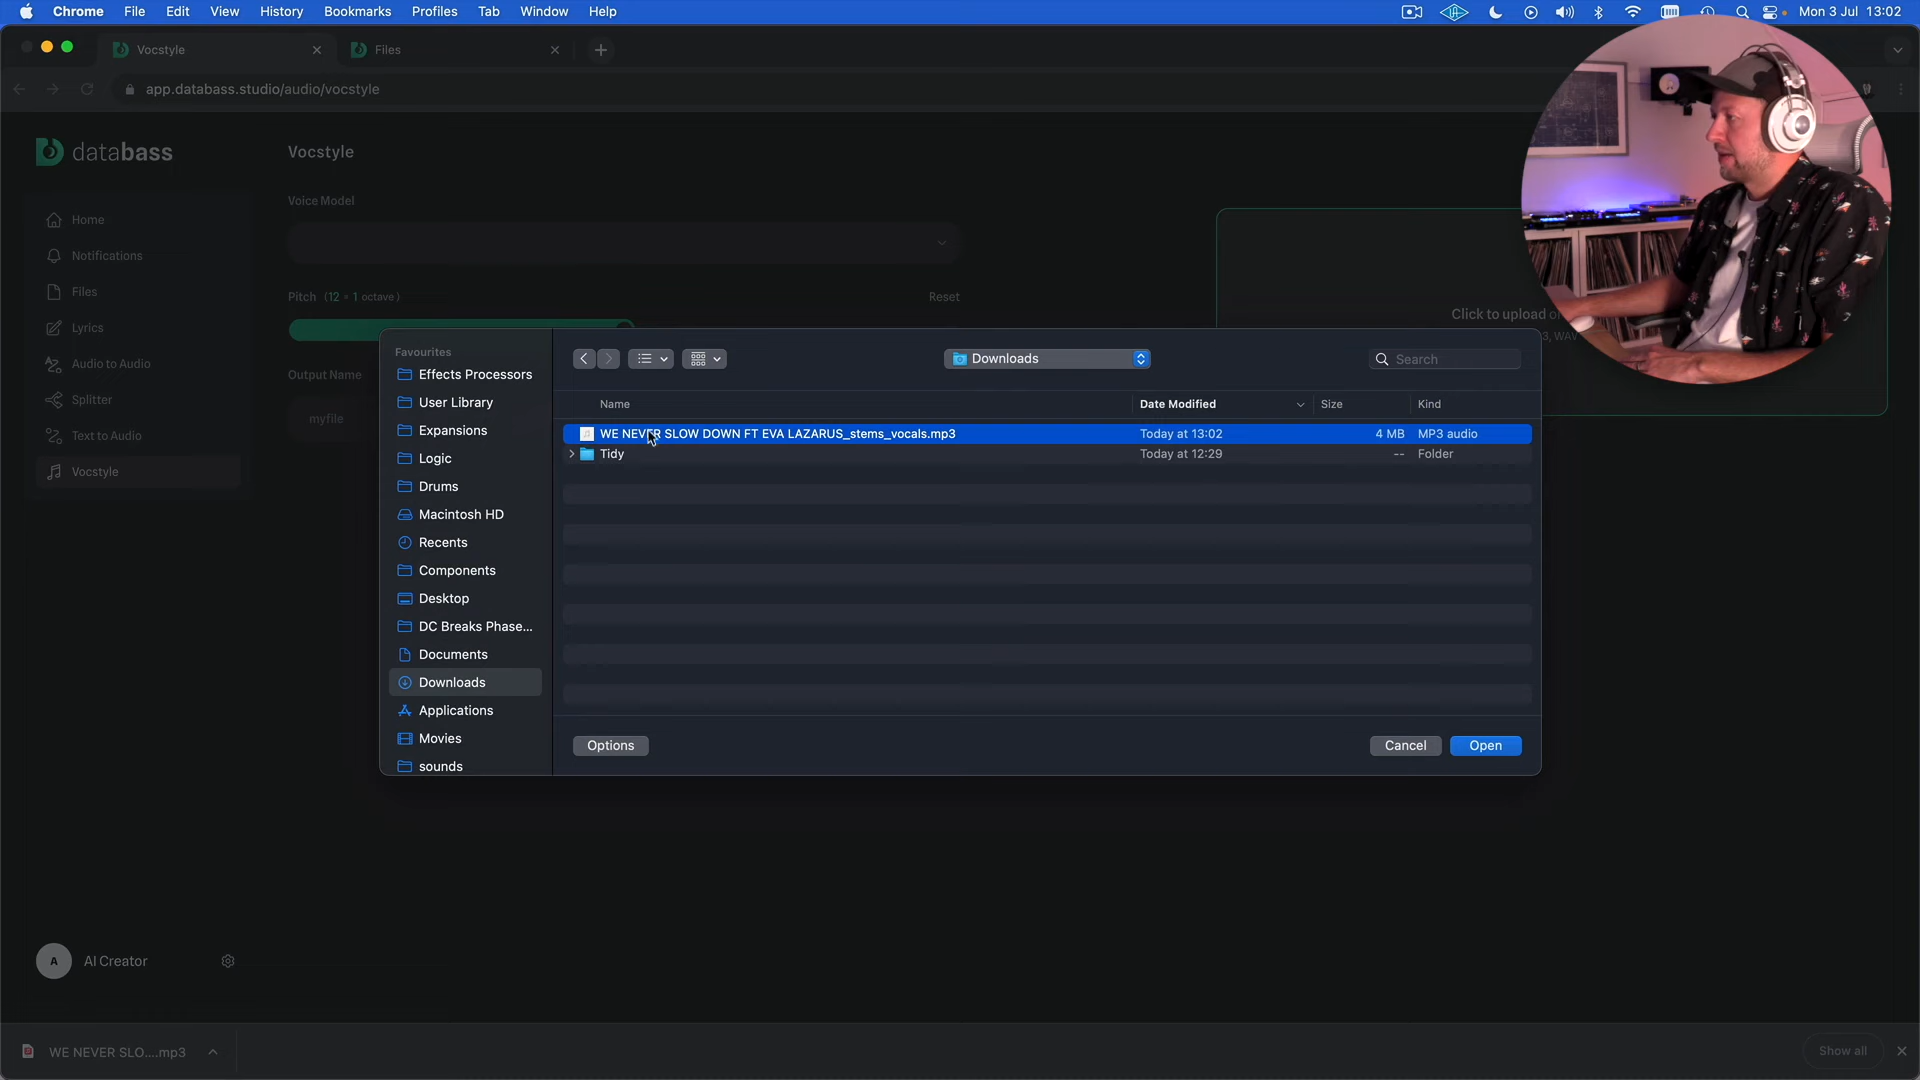 Chrome File Edit View History Bookmarks Profiles Tab Window Help
Mon 3 Jul 13:02
Vocstyle
Files
app.databass.studio/audio/vocstyle
databass
Home
Notifications
Files
Lyrics
Audio to Audio
Splitter
Text to Audio
Vocstyle
Vocstyle
Voice Model
Pitch (12 = 1 octave)
Reset
Output Name
myfile
Click to upload
3, WAV
Favourites
Effects Processors
User Library
Expansions
Logic
Drums
Macintosh HD
Recents
Components
Desktop
DC Breaks Phase...
Documents
Downloads
Applications
Movies
sounds
Downloads
Search
Name Date Modified Size Kind
WE NEVER SLOW DOWN FT EVA LAZARUS_stems_vocals.mp3 Today at 13:02 4 MB MP3 audio
Tidy Today at 12:29 -- Folder
Options
Cancel
Open
A
AI Creator
WE NEVER SLO....mp3
Show all